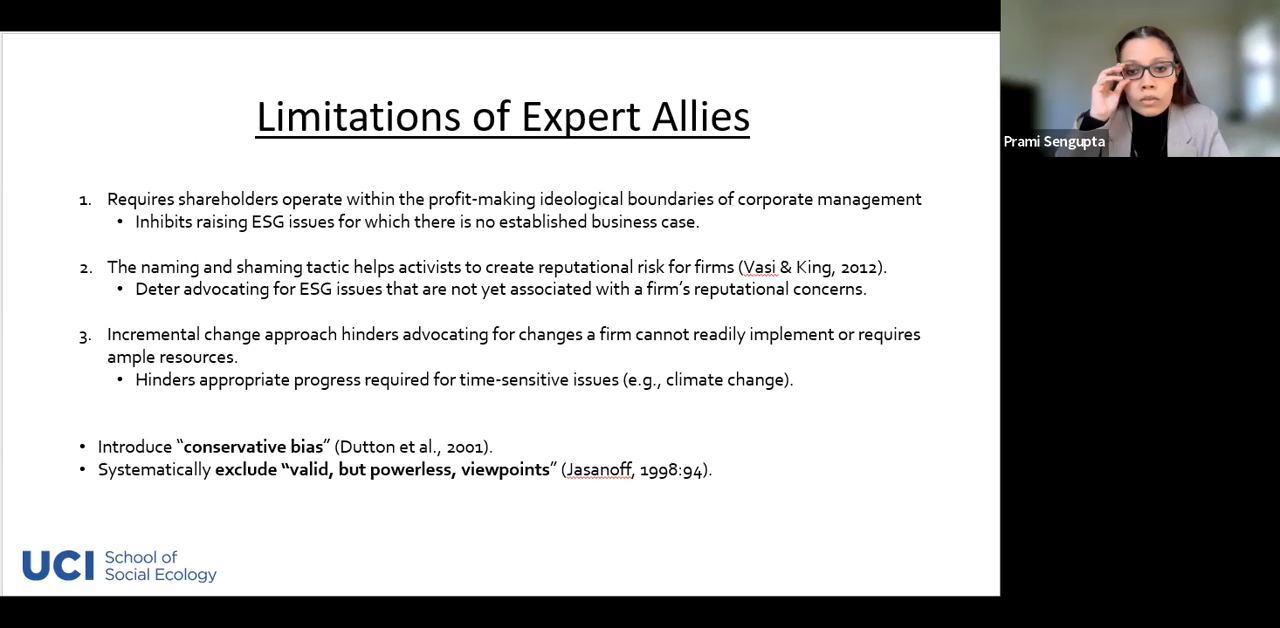 Limitations of Expert Allies
1. Requires shareholders operate within the profit-making ideological boundaries of corporate management
• Inhibits raising ESG issues for which there is no established business case.
2. The naming and shaming tactic helps activists to create reputational risk for firms (Vasi & King, 2012).
• Deter advocating for ESG issues that are not yet associated with a firm's reputational concerns.
3. Incremental change approach hinders advocating for changes a firm cannot readily implement or requires
ample resources.
• Hinders appropriate progress required for time-sensitive issues (e.g., climate change).
• Introduce “conservative bias” (Dutton et al., 2001).
• Systematically exclude “valid, but powerless, viewpoints” (Jasanoff, 1998:94).
UCI School of
Social Ecology
Prami Sengupta